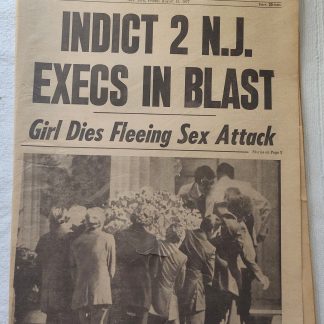 INDICT 2 N.J.
EXECS IN BLAST
Girl Dies Fleeing Sex Attack